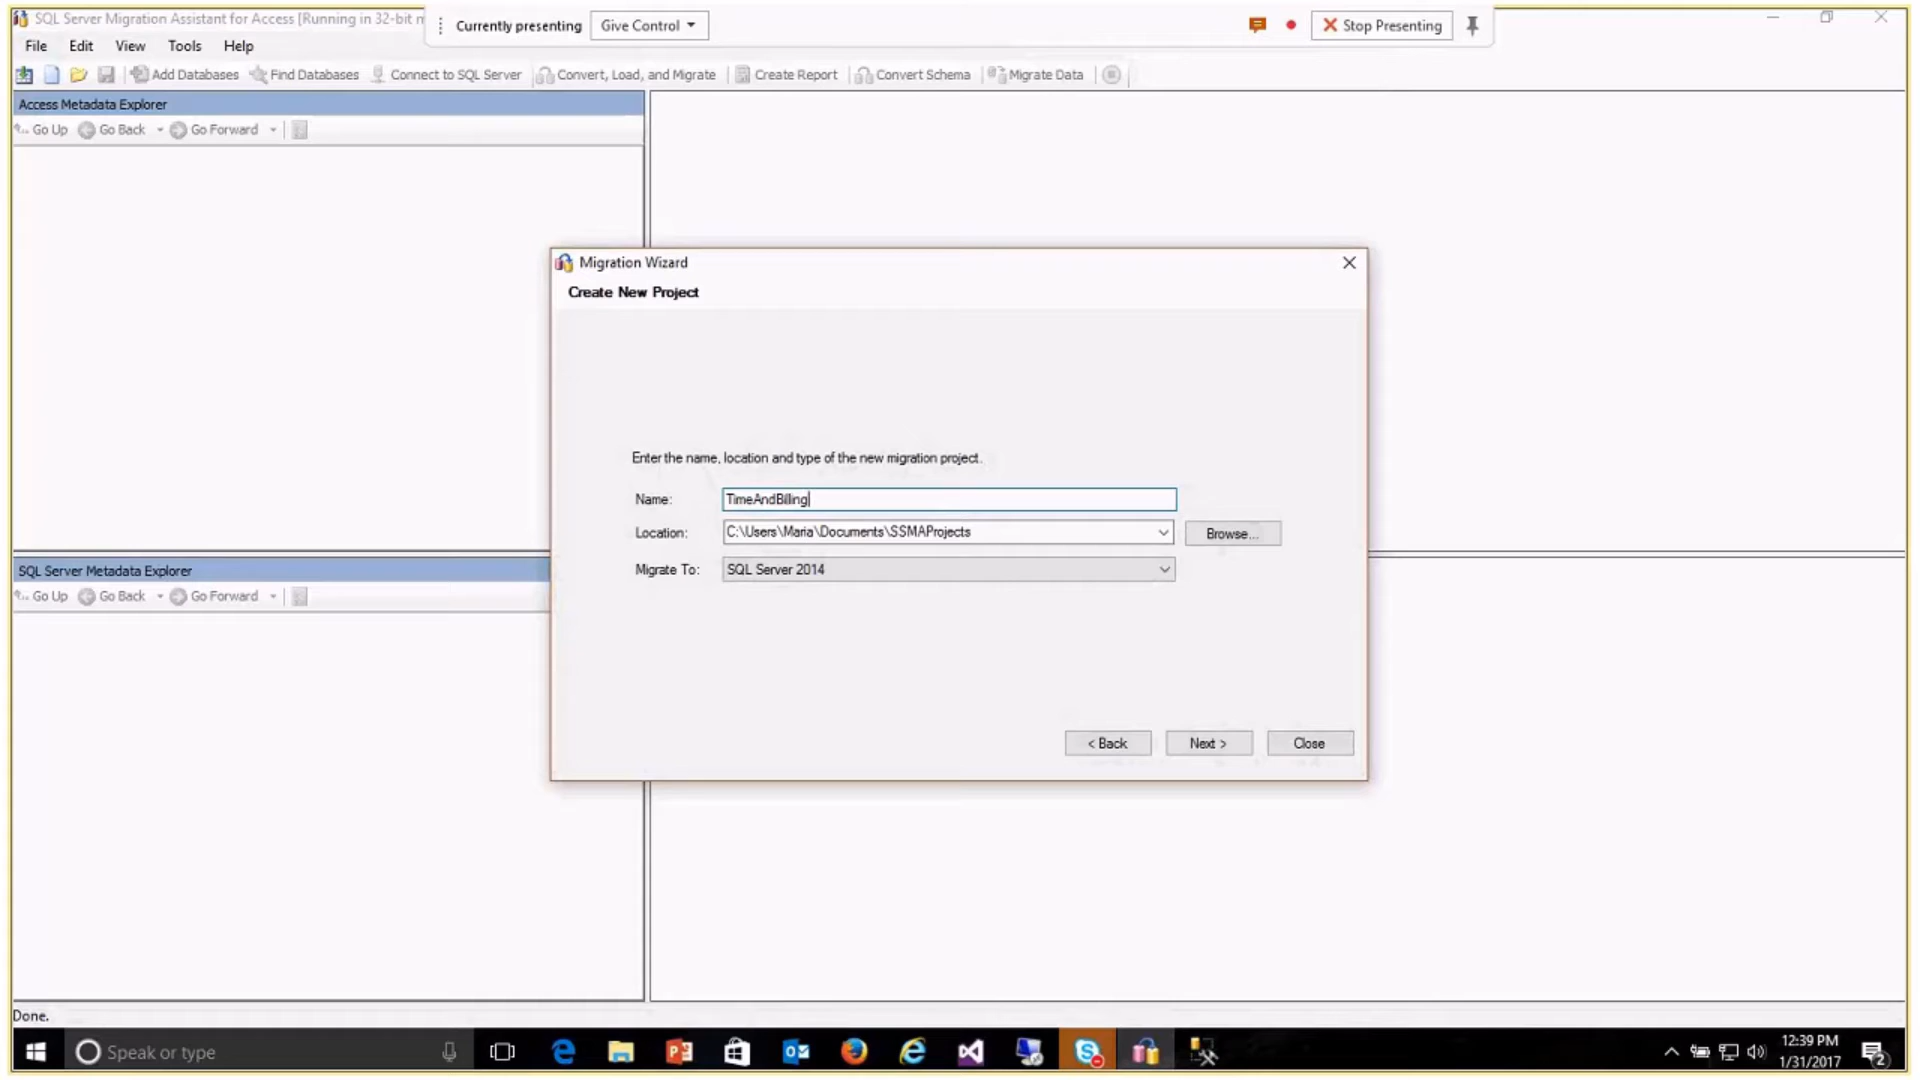 SQL Server Migration Assistant for Access [Running in 32-bit m
Currently presenting
Give Control
Stop Presenting
File Edit View Tools Help
Add Databases Find Databases Connect to SQL Server Convert, Load, and Migrate Create Report Convert Schema Migrate Data
Access Metadata Explorer
Go Up Go Back Go Forward
Migration Wizard
Create New Project
Enter the name, location and type of the new migration project.
Name: TimeAndBilling
Location: C:\Users\Maria\Documents\SSMAProjects Browse...
Migrate To: SQL Server 2014
SQL Server Metadata Explorer
Go Up Go Back Go Forward
< Back Next > Close
Done.
Speak or type
12:39 PM
1/31/2017
2